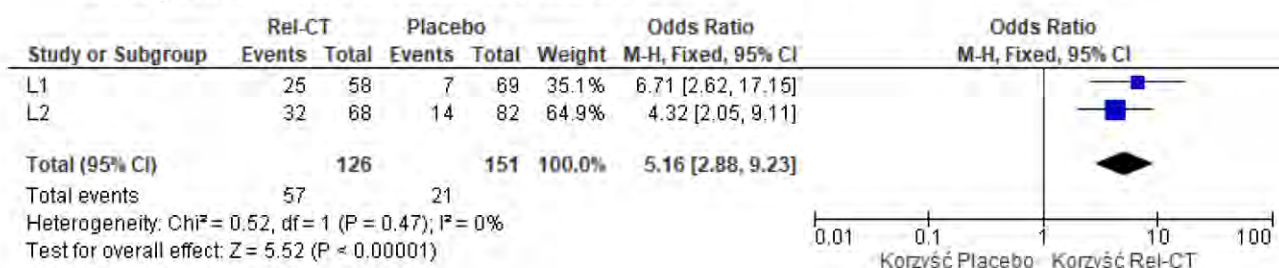 Rel-CT Placebo Odds Ratio Odds Ratio
Study or Subgroup Events Total Events Total Weight M-H, Fixed, 95% CI M-H, Fixed, 95% CI
L1 25 58 7 69 35.1% 6.71 [2.62, 17.15]
L2 32 68 14 82 64.9% 4.32 [2.05, 9.11]
Total (95% CI) 126 151 100.0% 5.16 [2.88, 9.23]
Total events 57 21
Heterogeneity: Chi² = 0.52, df = 1 (P = 0.47); I² = 0%
Test for overall effect: Z = 5.52 (P < 0.00001)
0.01 0.1 1 10 100
Korzyść Placebo Korzyść Rel-CT